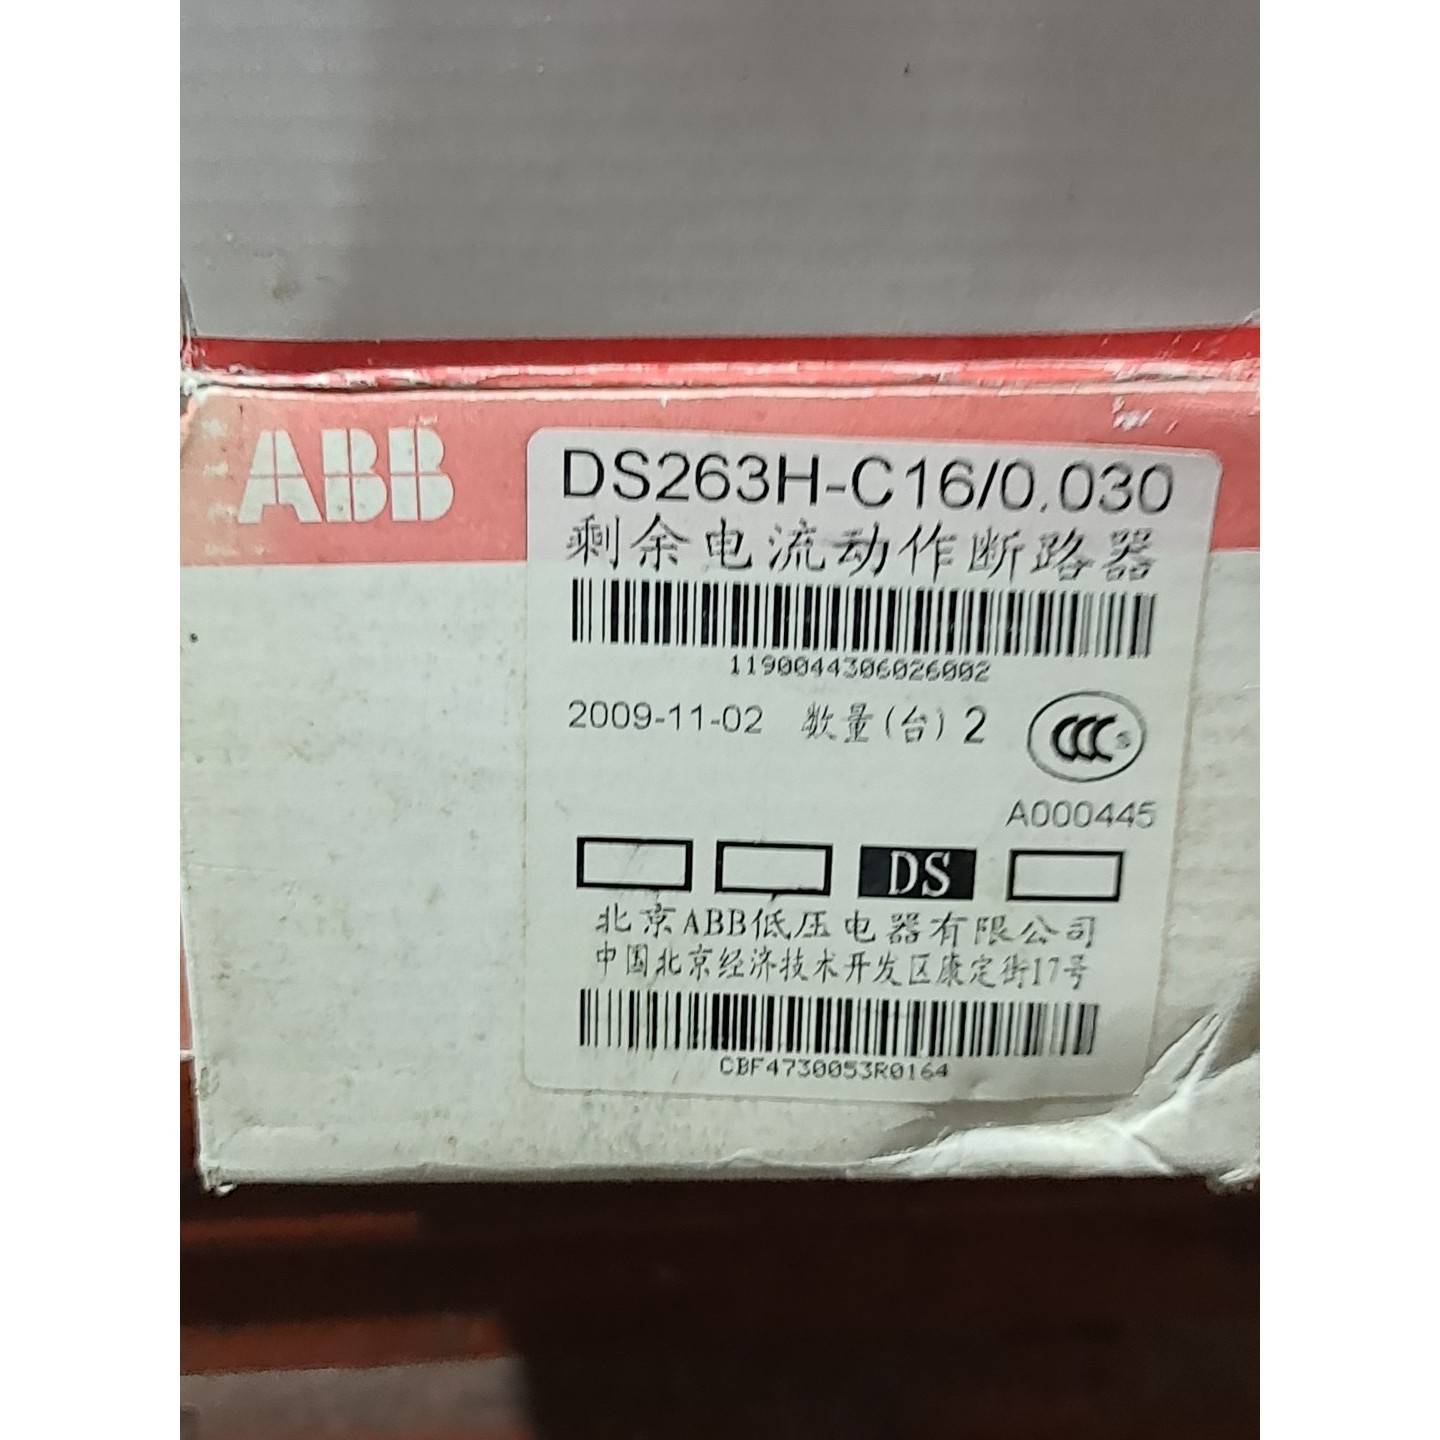 ABB
DS263H-C16/0.030
剩余电流动作断路器
1190044306026002
2009-11-02 数量(台) 2
CCC S
A000445
DS
北京ABB低压电器有限公司
中国北京经济技术开发区康定街17号
CBF4730053R0164